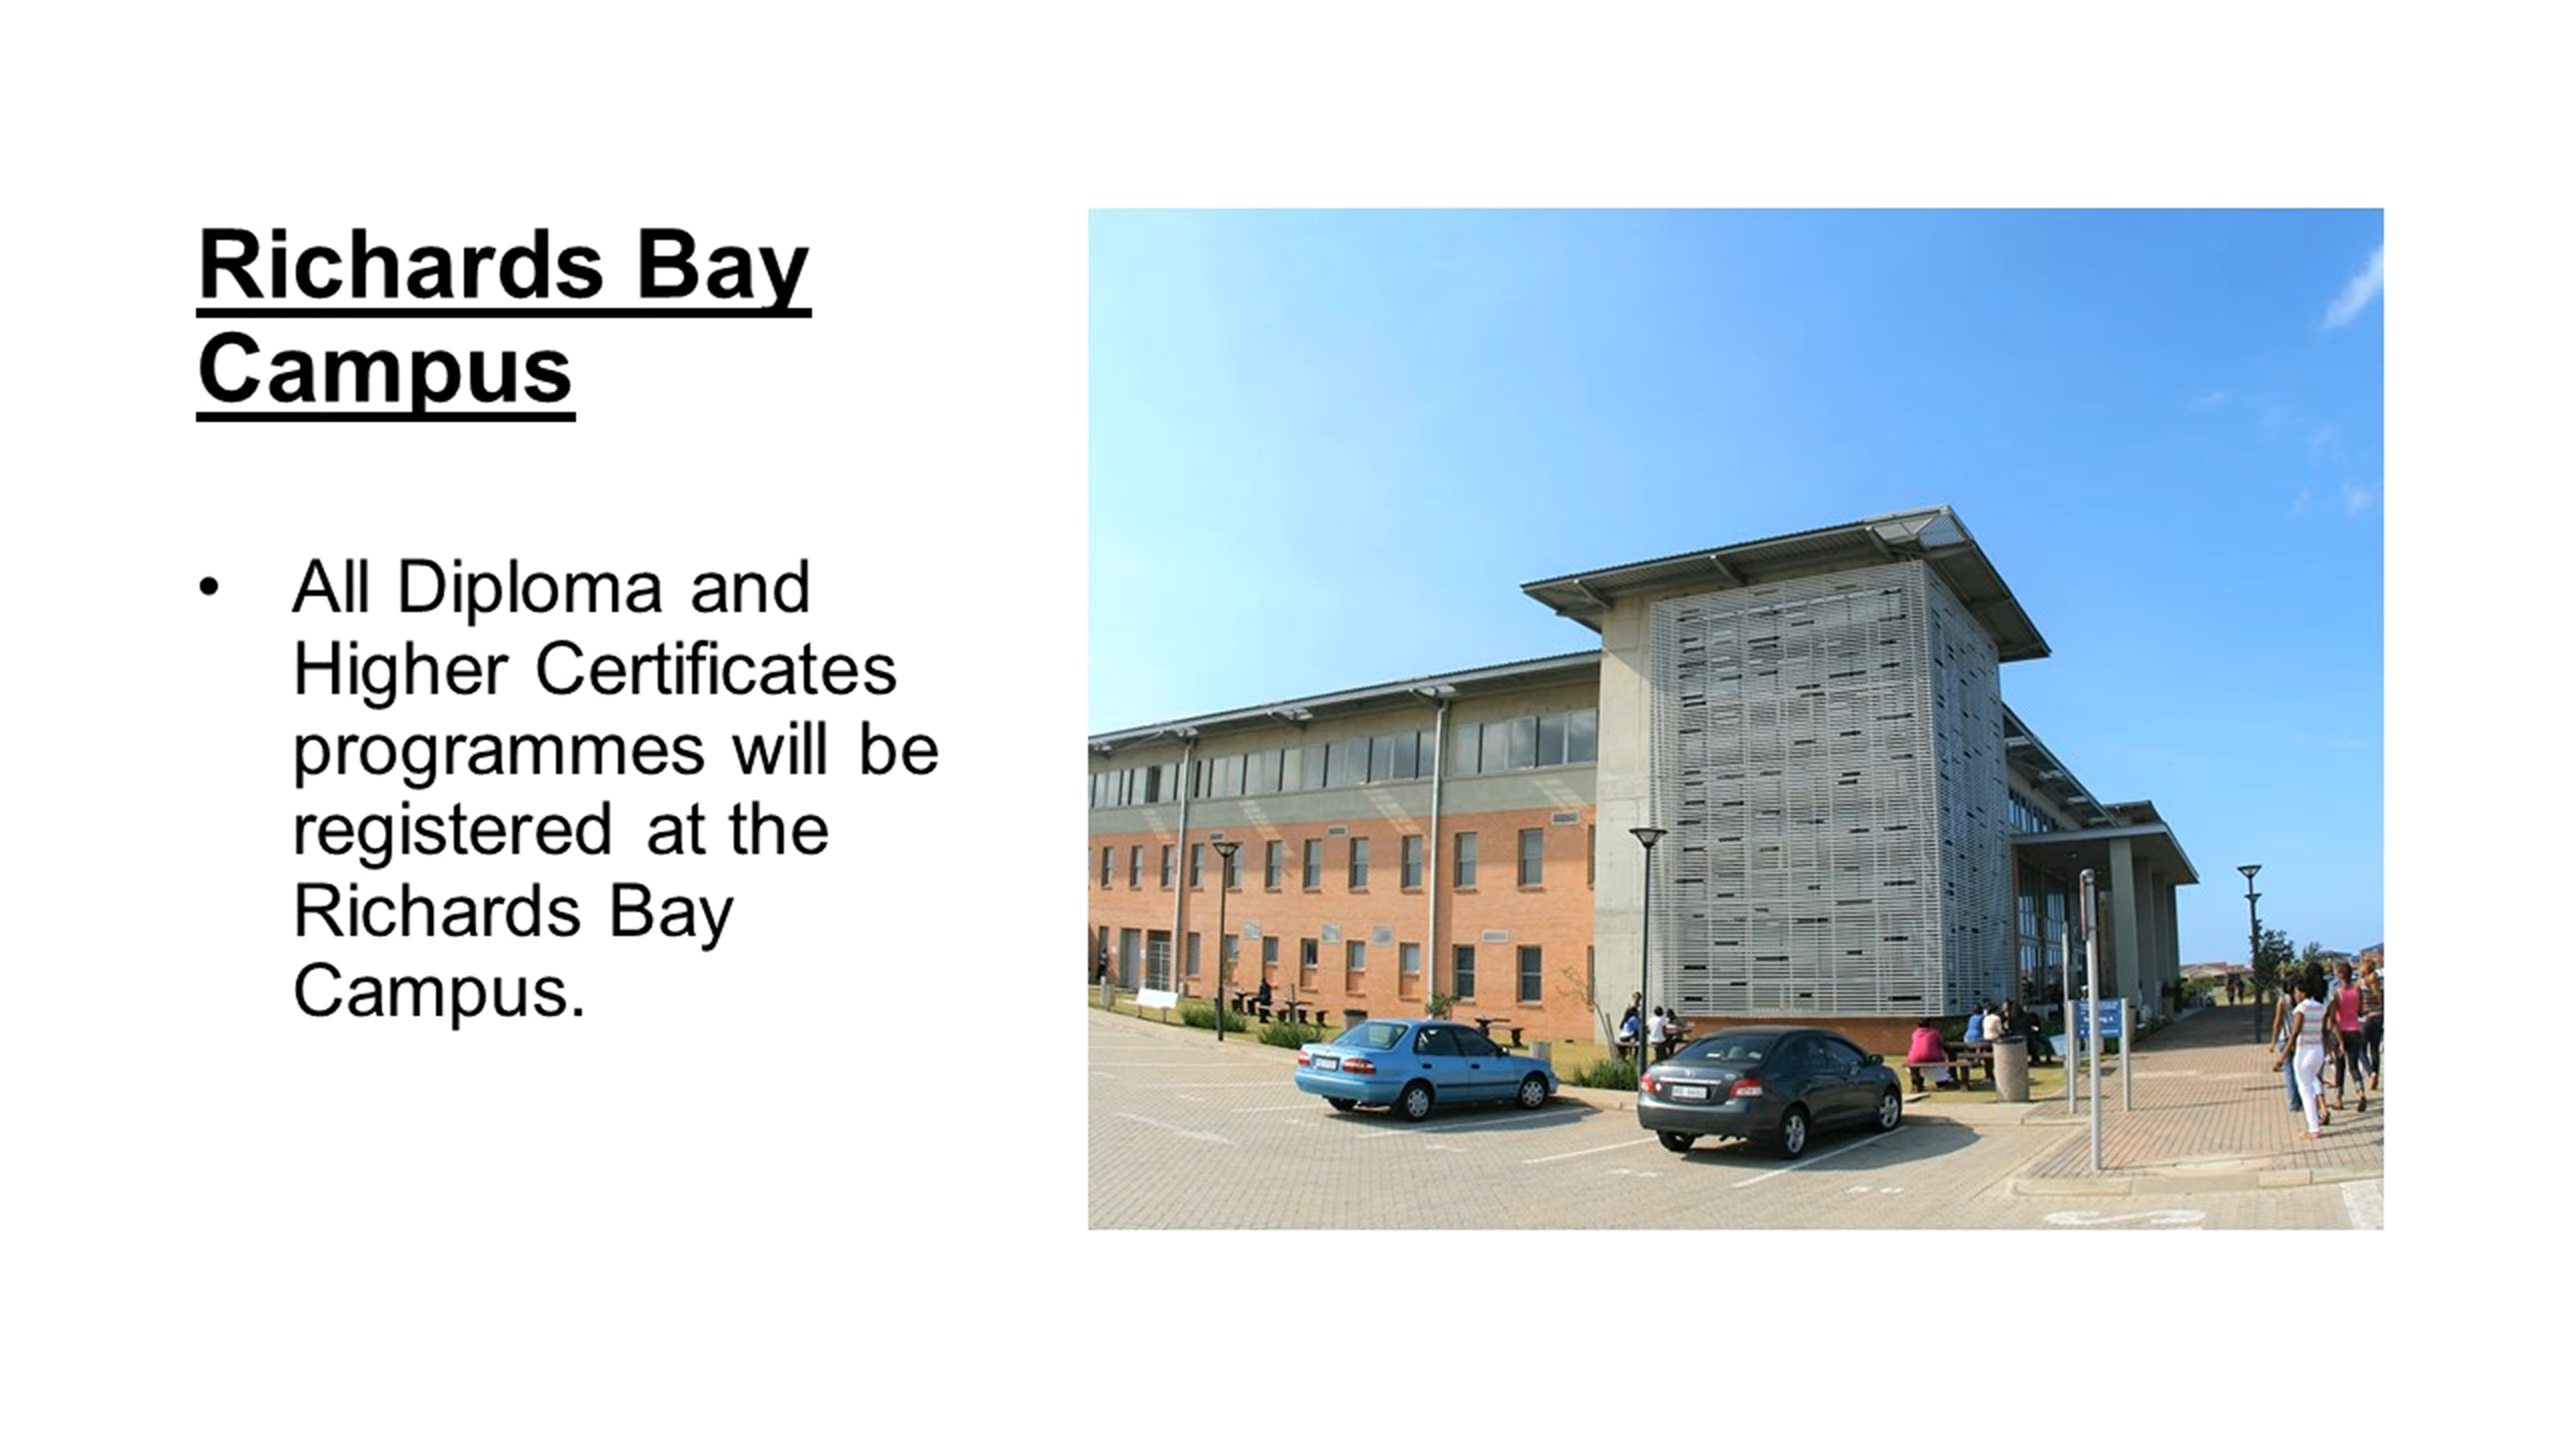 Richards Bay
Campus
• All Diploma and
Higher Certificates
programmes will be
registered at the
Richards Bay
Campus.